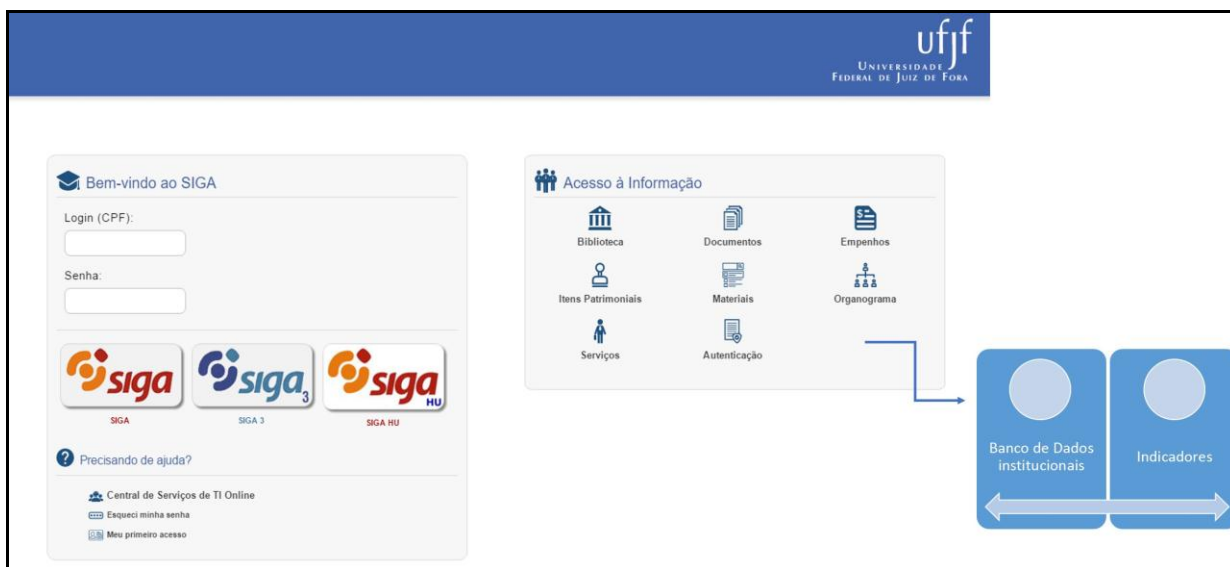 ufjf
UNIVERSIDADE
FEDERAL DE JUIZ DE FORA
Bem-vindo ao SIGA
Login (CPF):
Senha:
siga
siga3
siga HU
SIGA
SIGA 3
SIGA HU
Precisando de ajuda?
Central de Serviços de TI Online
Esqueci minha senha
Meu primeiro acesso
Acesso à Informação
Biblioteca
Documentos
Empenhos
Itens Patrimoniais
Materiais
Organograma
Serviços
Autenticação
Banco de Dados
institucionais
Indicadores